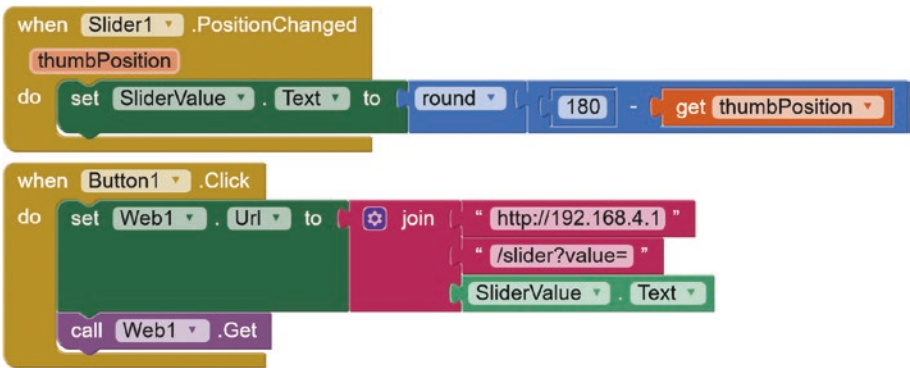 when Slider1 .PositionChanged
thumbPosition
do set SliderValue . Text to round 180 - get thumbPosition
when Button1 .Click
do set Web1 . Url to join " http://192.168.4.1 "
" /slider?value= "
SliderValue . Text
call Web1 .Get